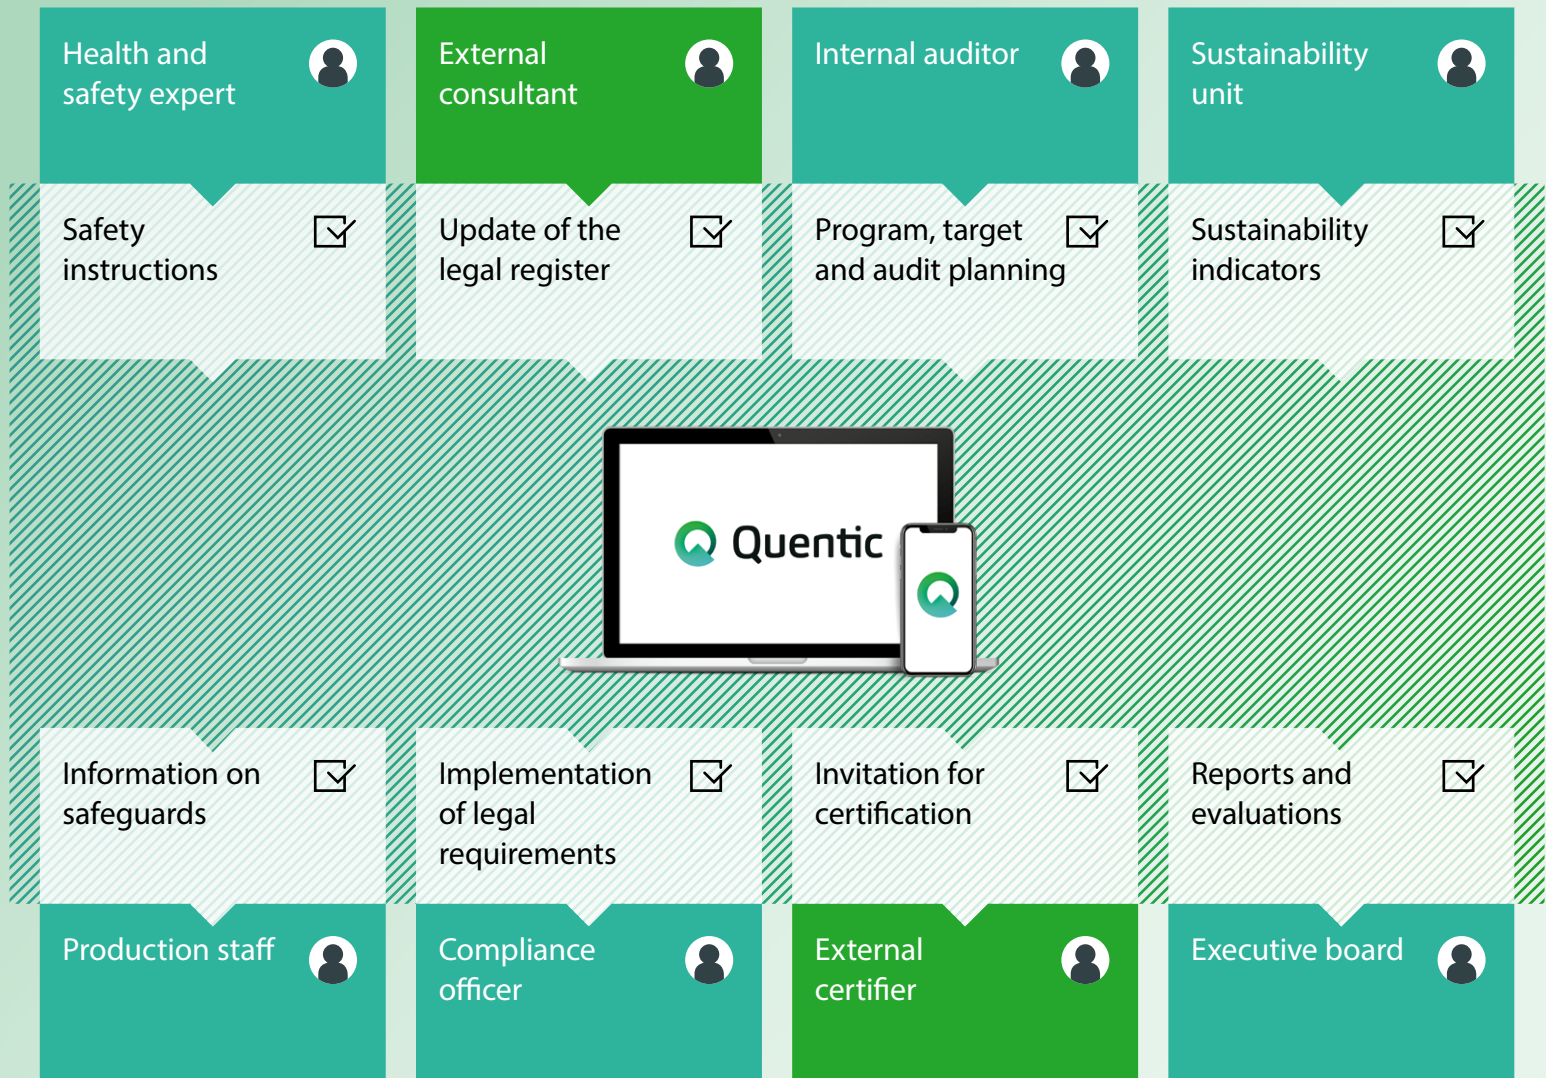 Health and
safety expert
External
consultant
Internal auditor
Sustainability
unit
Safety
instructions
Update of the
legal register
Program, target
and audit planning
Sustainability
indicators
Quentic
Information on
safeguards
Implementation
of legal
requirements
Invitation for
certification
Reports and
evaluations
Production staff
Compliance
officer
External
certifier
Executive board